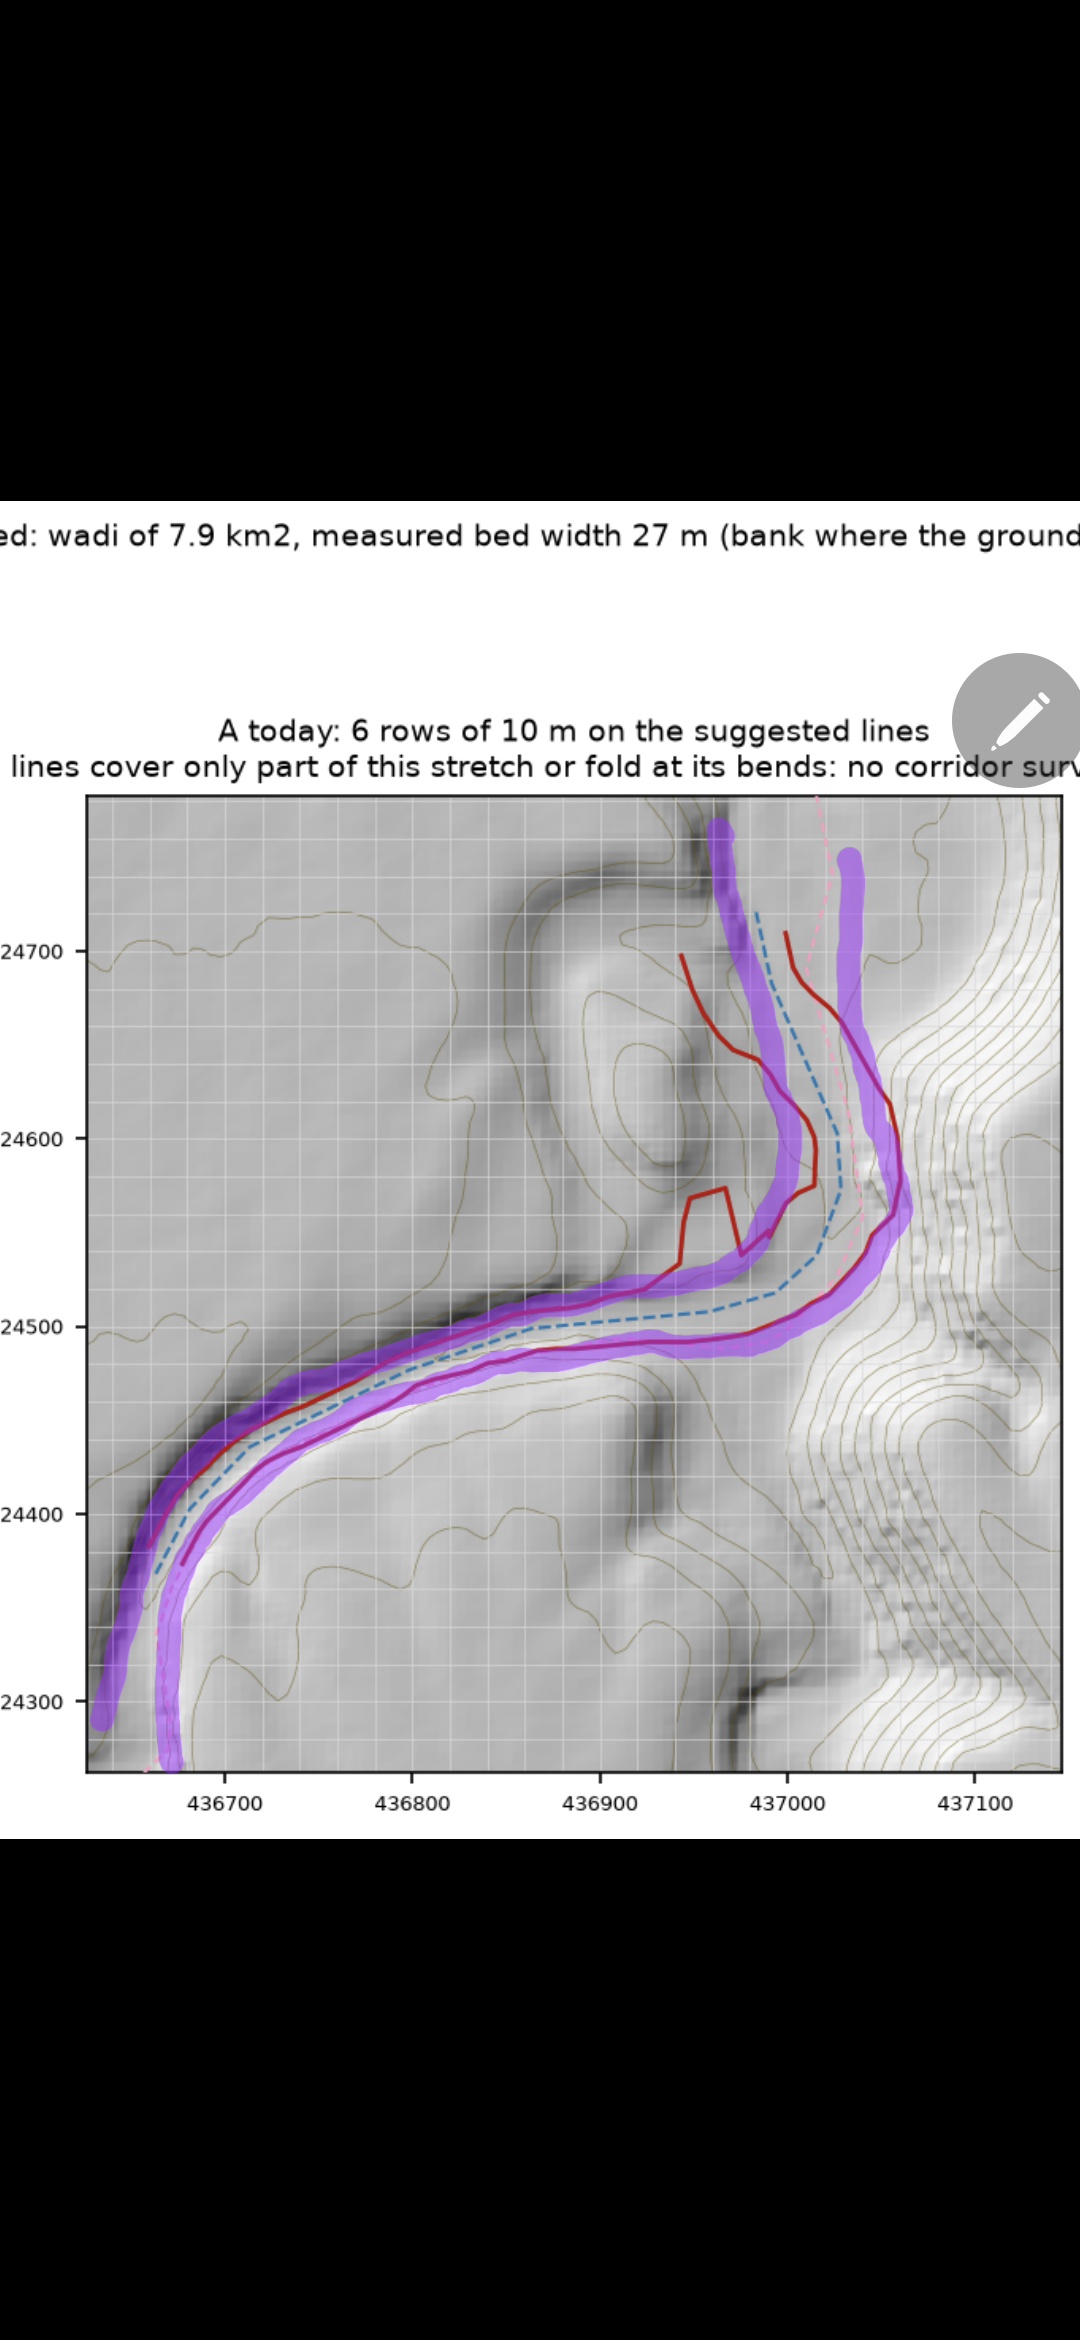 ed: wadi of 7.9 km2, measured bed width 27 m (bank where the ground
A today: 6 rows of 10 m on the suggested lines
lines cover only part of this stretch or fold at its bends: no corridor surv
24700
24600
24500
24400
24300
436700 436800 436900 437000 437100